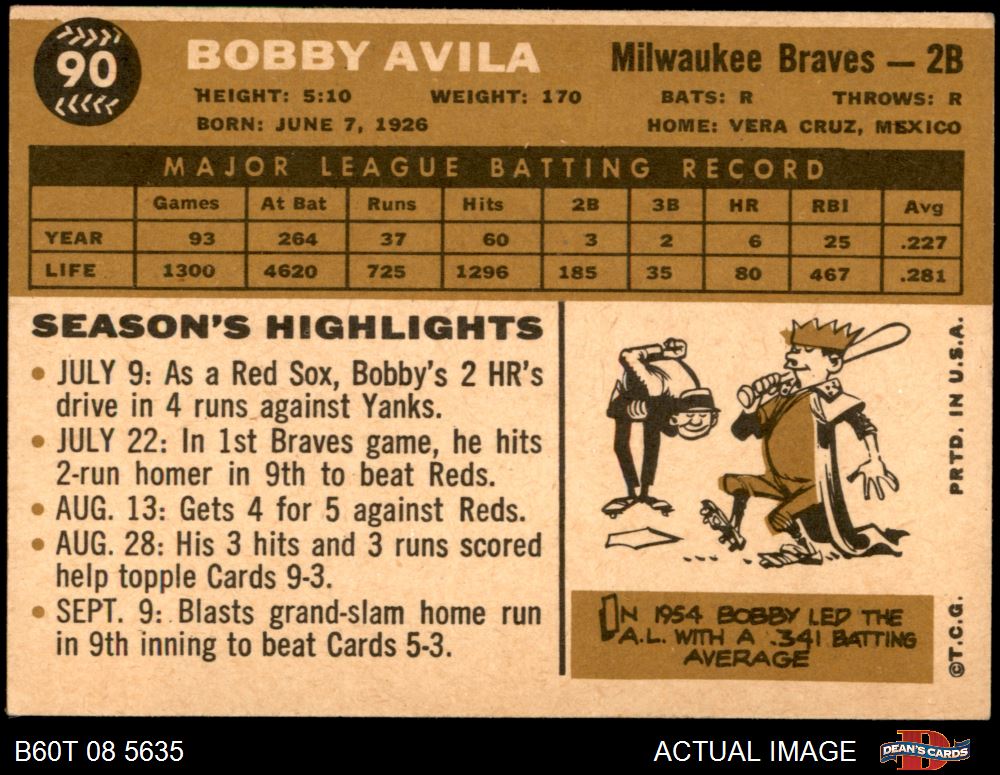 90
BOBBY AVILA
Milwaukee Braves — 2B
HEIGHT: 5:10 WEIGHT: 170 BATS: R THROWS: R
BORN: JUNE 7, 1926 HOME: VERA CRUZ, MEXICO
MAJOR LEAGUE BATTING RECORD
Games At Bat Runs Hits 2B 3B HR RBI Avg
YEAR 93 264 37 60 3 2 6 25 .227
LIFE 1300 4620 725 1296 185 35 80 467 .281
SEASON'S HIGHLIGHTS
• JULY 9: As a Red Sox, Bobby's 2 HR's
drive in 4 runs against Yanks.
• JULY 22: In 1st Braves game, he hits
2-run homer in 9th to beat Reds.
• AUG. 13: Gets 4 for 5 against Reds.
• AUG. 28: His 3 hits and 3 runs scored
help topple Cards 9-3.
• SEPT. 9: Blasts grand-slam home run
in 9th inning to beat Cards 5-3.
IN 1954 BOBBY LED THE
A.L. WITH A .341 BATTING
AVERAGE
©T.C.G. PRTD. IN U.S.A.
B60T 08 5635
ACTUAL IMAGE
D
DEAN'S CARDS